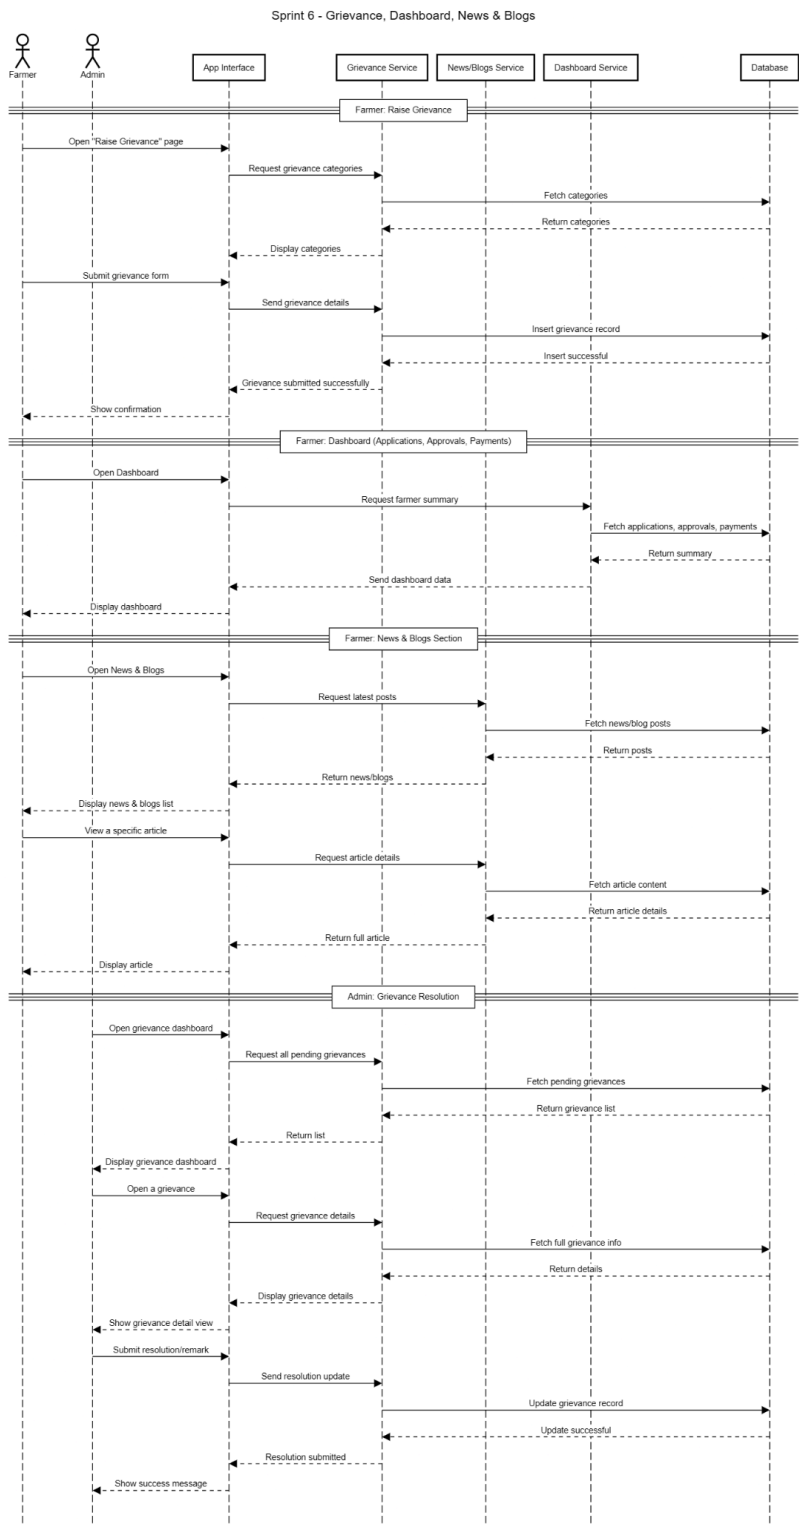 Sprint 6 - Grievance, Dashboard, News & Blogs
Farmer
Admin
App Interface
Grievance Service
News/Blogs Service
Dashboard Service
Database
Farmer: Raise Grievance
Open "Raise Grievance" page
Request grievance categories
Fetch categories
Return categories
Display categories
Submit grievance form
Send grievance details
Insert grievance record
Insert successful
Grievance submitted successfully
Show confirmation
Farmer: Dashboard (Applications, Approvals, Payments)
Open Dashboard
Request farmer summary
Fetch applications, approvals, payments
Return summary
Send dashboard data
Display dashboard
Farmer: News & Blogs Section
Open News & Blogs
Request latest posts
Fetch news/blog posts
Return posts
Return news/blogs
Display news & blogs list
View a specific article
Request article details
Fetch article content
Return article details
Return full article
Display article
Admin: Grievance Resolution
Open grievance dashboard
Request all pending grievances
Fetch pending grievances
Return grievance list
Return list
Display grievance dashboard
Open a grievance
Request grievance details
Fetch full grievance info
Return details
Display grievance details
Show grievance detail view
Submit resolution/remark
Send resolution update
Update grievance record
Update successful
Resolution submitted
Show success message